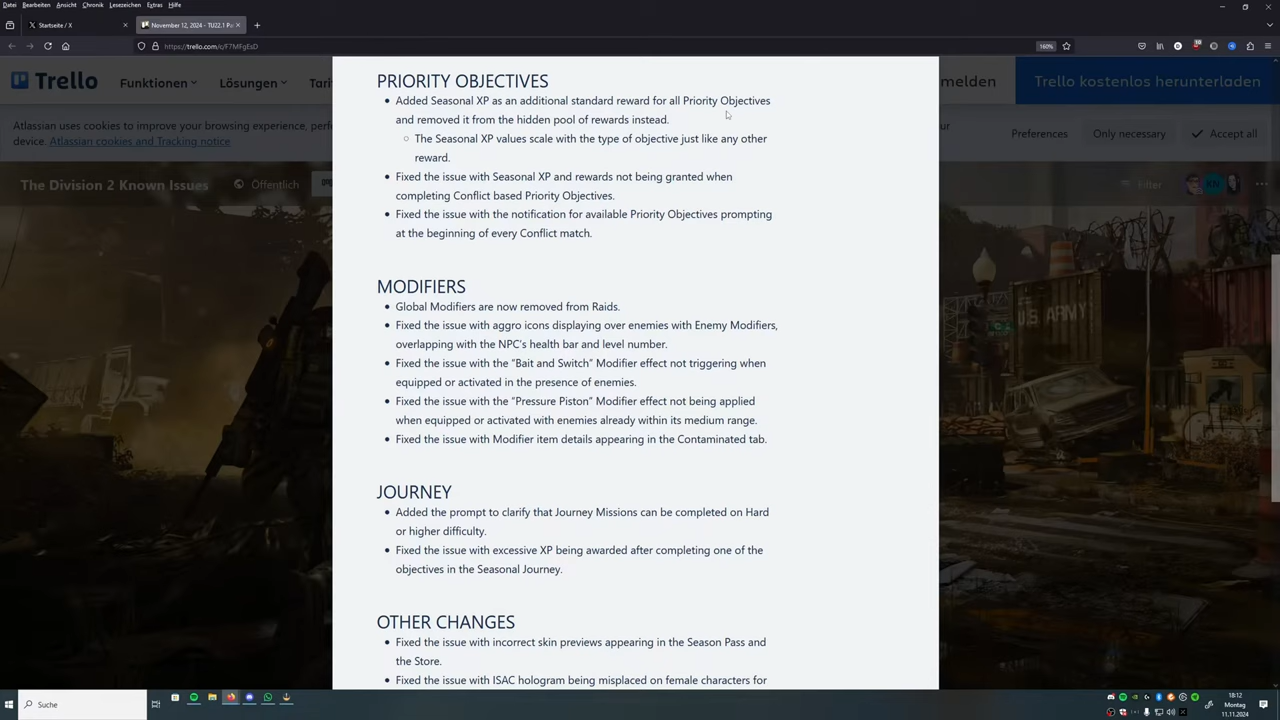 Datei Bearbeiten Ansicht Chronik Lesezeichen Extras Hilfe
Startseite / X
November 12, 2024 - TU22.1 Pa
https://trello.com/c/F7MFgEsD
160%
Trello
Funktionen
Lösungen
Tari
melden
Trello kostenlos herunterladen
Atlassian uses cookies to improve your browsing experience, perf
device. Atlassian cookies and Tracking notice
Preferences
Only necessary
Accept all
The Division 2 Known Issues
Öffentlich
Filter
KN
PRIORITY OBJECTIVES
Added Seasonal XP as an additional standard reward for all Priority Objectives
and removed it from the hidden pool of rewards instead.
The Seasonal XP values scale with the type of objective just like any other
reward.
Fixed the issue with Seasonal XP and rewards not being granted when
completing Conflict based Priority Objectives.
Fixed the issue with the notification for available Priority Objectives prompting
at the beginning of every Conflict match.
MODIFIERS
Global Modifiers are now removed from Raids.
Fixed the issue with aggro icons displaying over enemies with Enemy Modifiers,
overlapping with the NPC's health bar and level number.
Fixed the issue with the “Bait and Switch” Modifier effect not triggering when
equipped or activated in the presence of enemies.
Fixed the issue with the “Pressure Piston” Modifier effect not being applied
when equipped or activated with enemies already within its medium range.
Fixed the issue with Modifier item details appearing in the Contaminated tab.
JOURNEY
Added the prompt to clarify that Journey Missions can be completed on Hard
or higher difficulty.
Fixed the issue with excessive XP being awarded after completing one of the
objectives in the Seasonal Journey.
OTHER CHANGES
Fixed the issue with incorrect skin previews appearing in the Season Pass and
the Store.
Fixed the issue with ISAC hologram being misplaced on female characters for
U.S. ARMY
Suche
18:12
Montag
11.11.2024